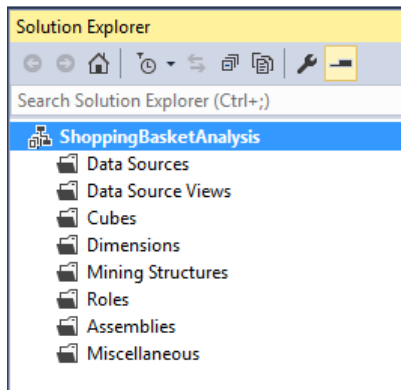 Solution Explorer
Search Solution Explorer (Ctrl+;)
ShoppingBasketAnalysis
Data Sources
Data Source Views
Cubes
Dimensions
Mining Structures
Roles
Assemblies
Miscellaneous